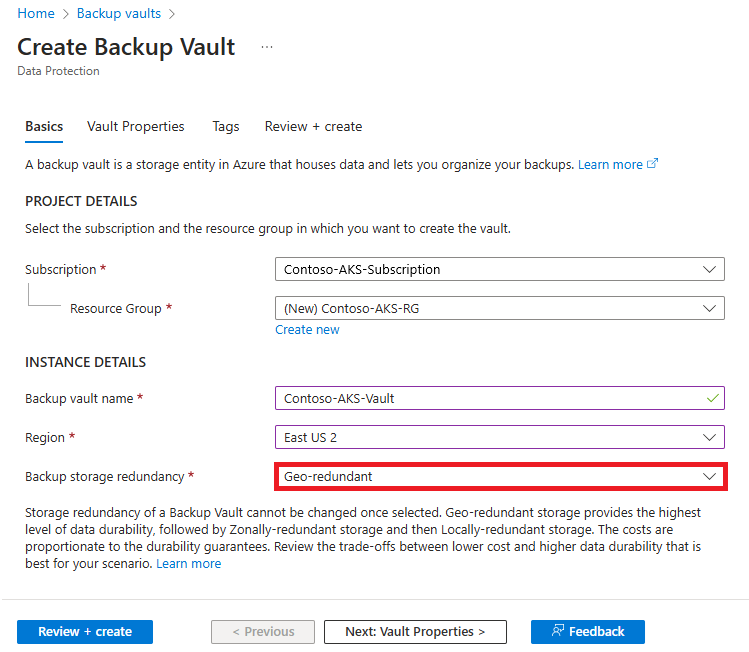 Home > Backup vaults >
Create Backup Vault ...
Data Protection
Basics Vault Properties Tags Review + create
A backup vault is a storage entity in Azure that houses data and lets you organize your backups. Learn more
PROJECT DETAILS
Select the subscription and the resource group in which you want to create the vault.
Subscription * Contoso-AKS-Subscription
Resource Group * (New) Contoso-AKS-RG
Create new
INSTANCE DETAILS
Backup vault name * Contoso-AKS-Vault
Region * East US 2
Backup storage redundancy * Geo-redundant
Storage redundancy of a Backup Vault cannot be changed once selected. Geo-redundant storage provides the highest
level of data durability, followed by Zonally-redundant storage and then Locally-redundant storage. The costs are
proportionate to the durability guarantees. Review the trade-offs between lower cost and higher data durability that is
best for your scenario. Learn more
Review + create < Previous Next: Vault Properties > Feedback